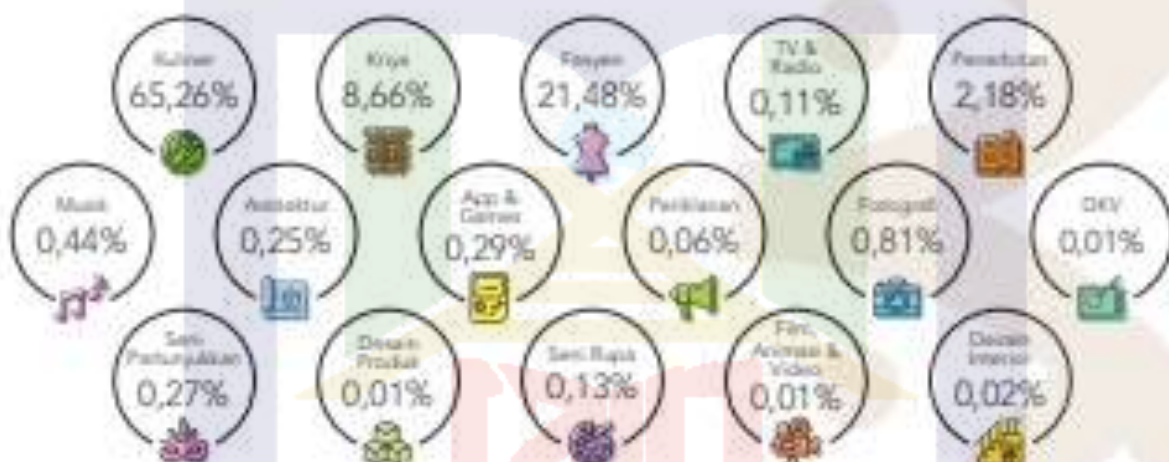 Kuliner
65,26%
Kriya
8,66%
Fesyen
21,48%
TV &
Radio
0,11%
Penerbitan
2,18%
Musik
0,44%
Arsitektur
0,25%
App &
Games
0,29%
Periklanan
0,06%
Fotografi
0,81%
DKV
0,01%
Seni
Pertunjukkan
0,27%
Desain
Produk
0,01%
Seni Rupa
0,13%
Film,
Animasi &
Video
0,01%
Desain
Interior
0,02%